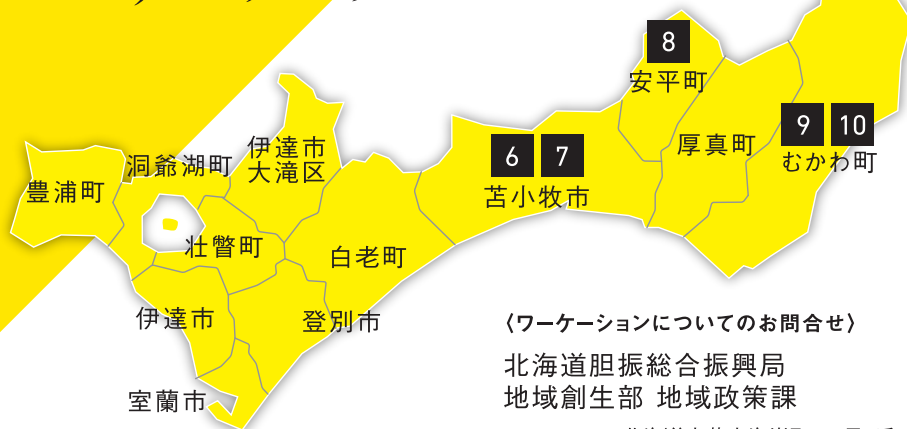 8
安平町
9 10
むかわ町
厚真町
6 7
苫小牧市
伊達市
大滝区
洞爺湖町
豊浦町
壮瞥町
白老町
伊達市
登別市
室蘭市
〈ワーケーションについてのお問合せ〉
北海道胆振総合振興局
地域創生部 地域政策課